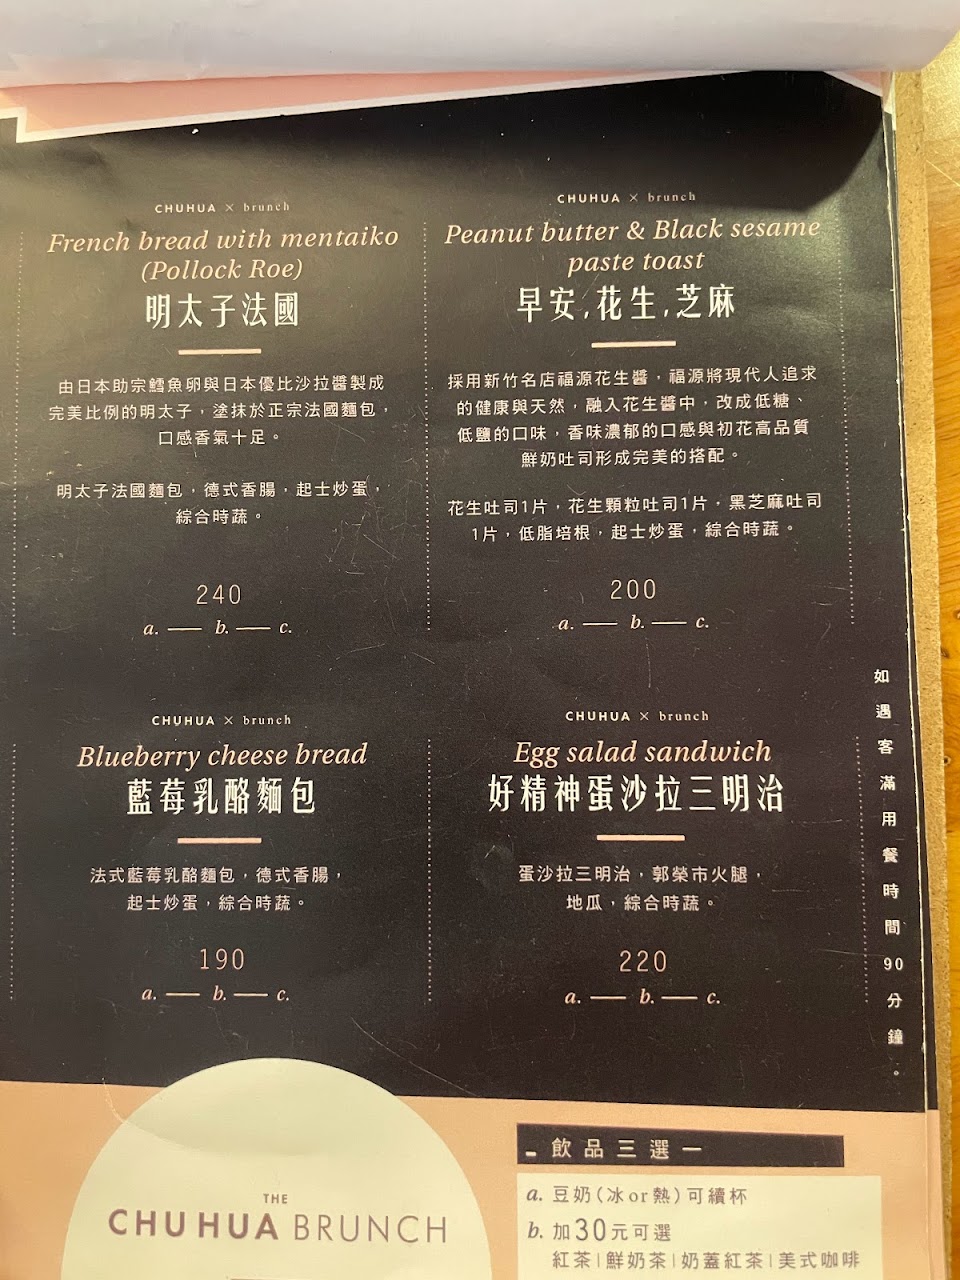 CHUHUA × brunch
French bread with mentaiko
(Pollock Roe)
明太子法國
由日本助宗鱈魚卵與日本優比沙拉醬製成
完美比例的明太子，塗抹於正宗法國麵包，
口感香氣十足。
明太子法國麵包，德式香腸，起士炒蛋，
綜合時蔬。
240
a. — b. — c.
CHUHUA × brunch
Peanut butter & Black sesame
paste toast
早安,花生,芝麻
採用新竹名店福源花生醬，福源將現代人追求
的健康與天然，融入花生醬中，改成低糖、
低鹽的口味，香味濃郁的口感與初花高品質
鮮奶吐司形成完美的搭配。
花生吐司1片，花生顆粒吐司1片，黑芝麻吐司
1片，低脂培根，起士炒蛋，綜合時蔬。
200
a. — b. — c.
CHUHUA × brunch
Blueberry cheese bread
藍莓乳酪麵包
法式藍莓乳酪麵包，德式香腸，
起士炒蛋，綜合時蔬。
190
a. — b. — c.
CHUHUA × brunch
Egg salad sandwich
好精神蛋沙拉三明治
蛋沙拉三明治，郭榮市火腿，
地瓜，綜合時蔬。
220
a. — b. — c.
如遇客滿用餐時間90分鐘。
THE
CHUHUA BRUNCH
飲品三選一
a. 豆奶(冰or熱)可續杯
b. 加30元可選
紅茶|鮮奶茶|奶蓋紅茶|美式咖啡